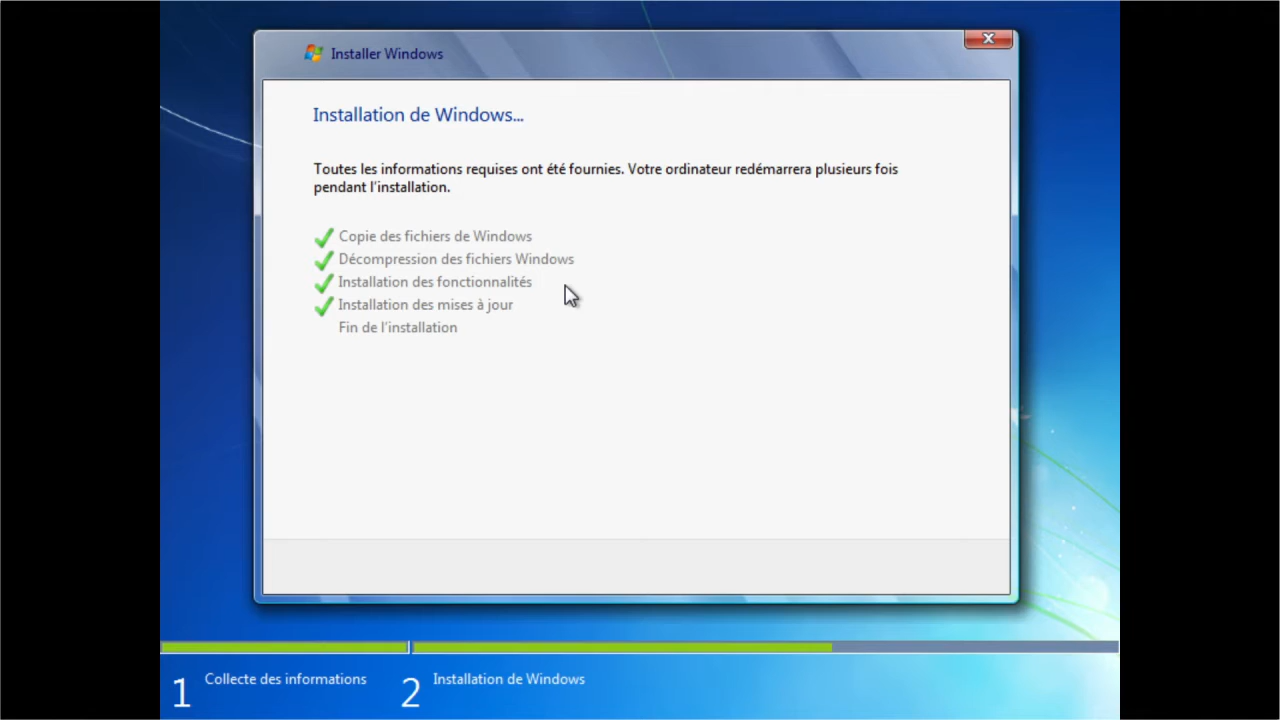 Installer Windows
Installation de Windows...
Toutes les informations requises ont été fournies. Votre ordinateur redémarrera plusieurs fois
pendant l'installation.
Copie des fichiers de Windows
Décompression des fichiers Windows
Installation des fonctionnalités
Installation des mises à jour
Fin de l'installation
1 Collecte des informations
2 Installation de Windows